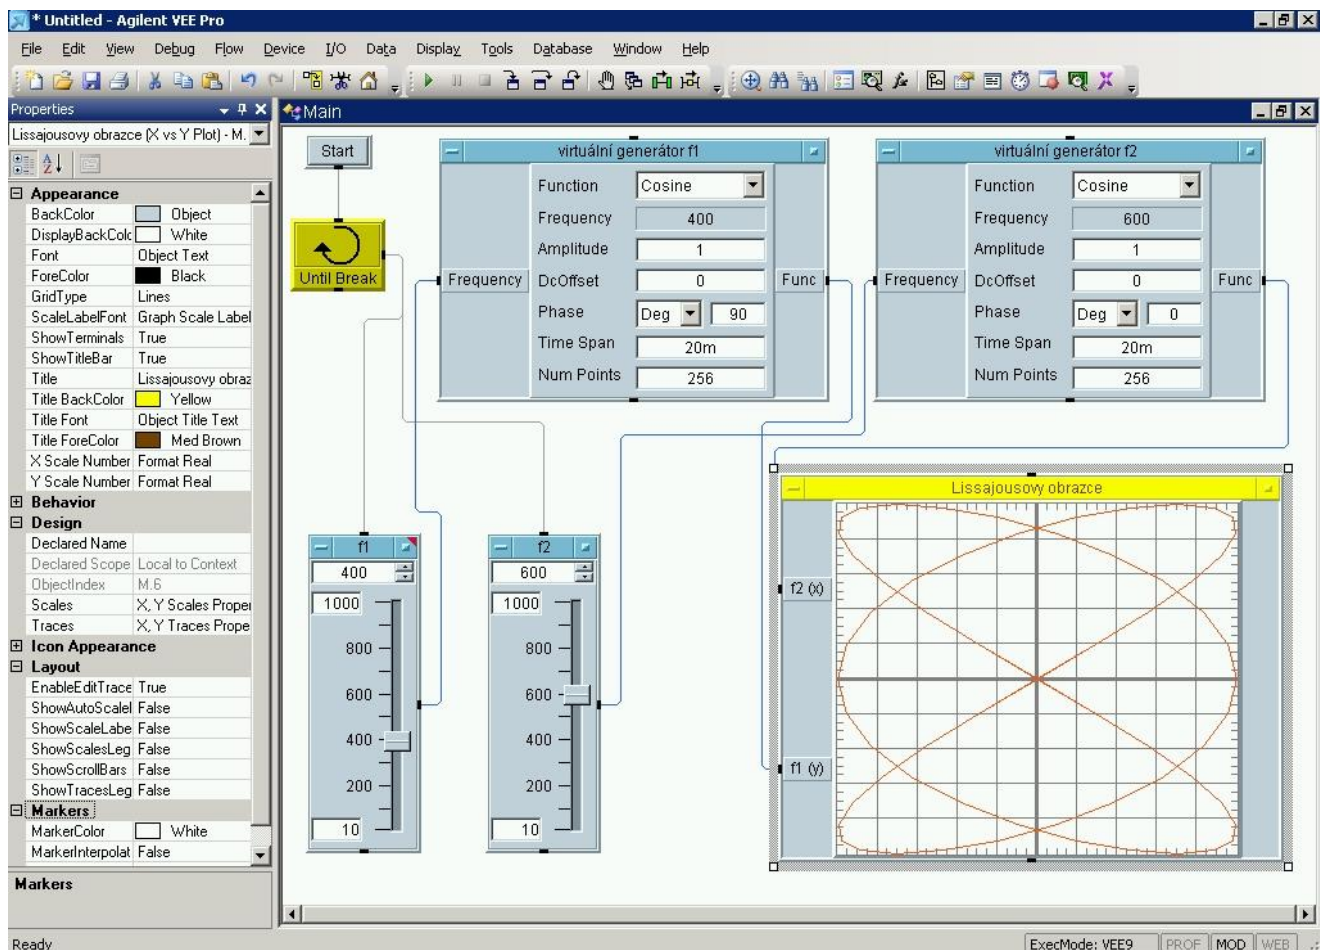 * Untitled - Agilent VEE Pro
File Edit View Debug Flow Device I/O Data Display Tools Database Window Help
Properties
Lissajousovy obrazce (X vs Y Plot) - M.
Appearance
BackColor Object
DisplayBackColc White
Font Object Text
ForeColor Black
GridType Lines
ScaleLabelFont Graph Scale Label
ShowTerminals True
ShowTitleBar True
Title Lissajousovy obraz
Title BackColor Yellow
Title Font Object Title Text
Title ForeColor Med Brown
X Scale Number Format Real
Y Scale Number Format Real
Behavior
Design
Declared Name
Declared Scope Local to Context
ObjectIndex M.6
Scales X, Y Scales Proper
Traces X, Y Traces Prope
Icon Appearance
Layout
EnableEditTrace True
ShowAutoScalel False
ShowScaleLabe False
ShowScalesLeg False
ShowScrollBars False
ShowTracesLeg False
Markers
MarkerColor White
MarkerInterpolat False
Markers
Ready
Main
Start
Until Break
virtuální generátor f1
Function Cosine
Frequency 400
Amplitude 1
Frequency
DcOffset 0
Func
Phase Deg 90
Time Span 20m
Num Points 256
virtuální generátor f2
Function Cosine
Frequency 600
Amplitude 1
Frequency
DcOffset 0
Func
Phase Deg 0
Time Span 20m
Num Points 256
f1
400
1000
800
600
400
200
10
f2
600
1000
800
600
400
200
10
Lissajousovy obrazce
f2 (x)
f1 (y)
ExecMode: VEE9 PROF MOD WEB